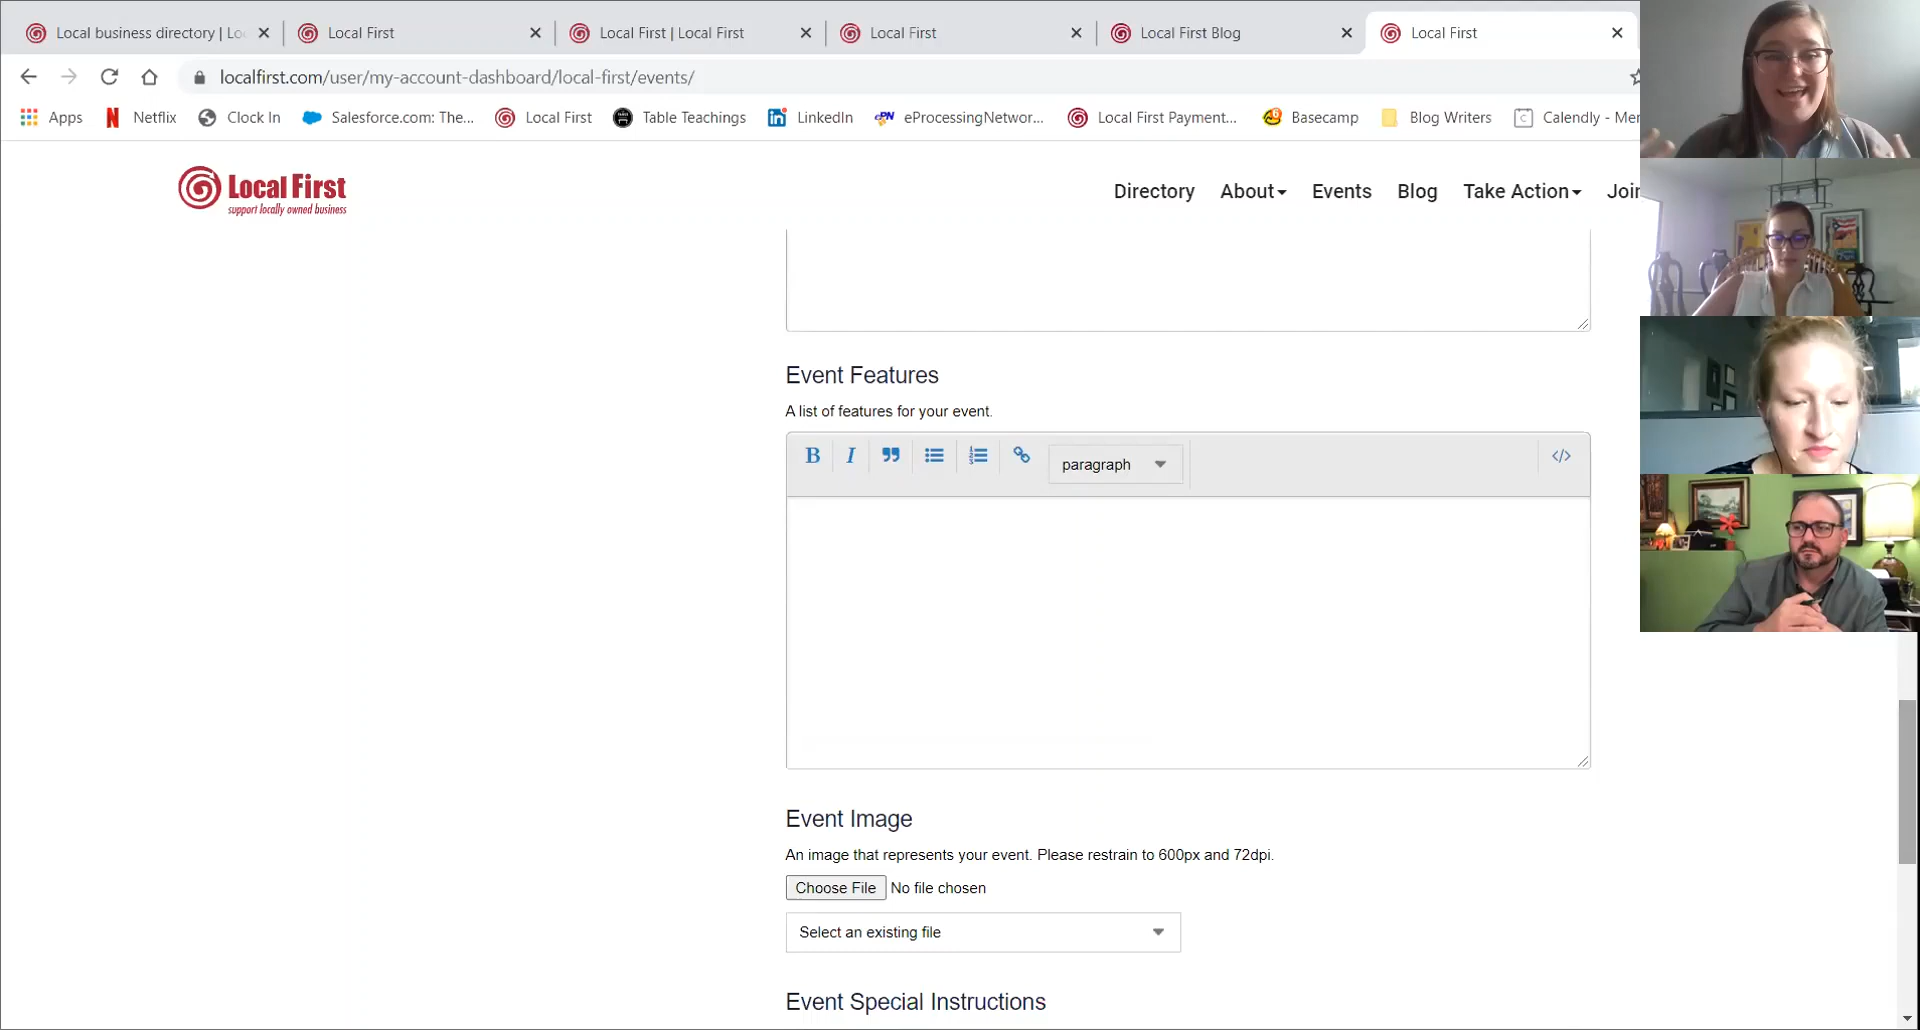 Local business directory | Lo
Local First
Local First | Local First
Local First
Local First Blog
Local First
localfirst.com/user/my-account-dashboard/local-first/events/
Apps
Netflix
Clock In
Salesforce.com: The...
Local First
Table Teachings
LinkedIn
eProcessingNetwor...
Local First Payment...
Basecamp
Blog Writers
Calendly - Mer
Local First
support locally owned business
Directory
About
Events
Blog
Take Action
Join
Event Features
A list of features for your event.
B
I
paragraph
</>
Event Image
An image that represents your event. Please restrain to 600px and 72dpi.
Choose File No file chosen
Select an existing file
Event Special Instructions